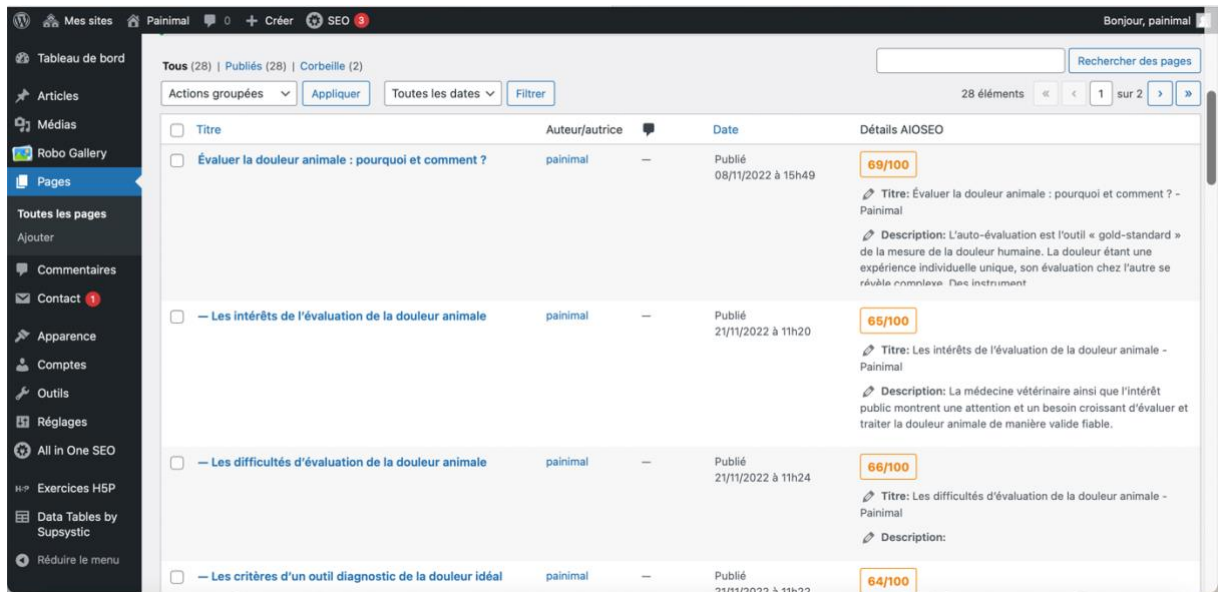 Mes sites Painimal 0 + Créer SEO 3 Bonjour, painimal
Tableau de bord
Articles
Médias
Robo Gallery
Pages
Toutes les pages
Ajouter
Commentaires
Contact 1
Apparence
Comptes
Outils
Réglages
All in One SEO
H-P Exercices H5P
Data Tables by
Supsystic
Réduire le menu
Tous (28) | Publiés (28) | Corbeille (2)
Rechercher des pages
Actions groupées Appliquer Toutes les dates Filtrer
28 éléments « ‹ 1 sur 2 › »
Titre Auteur/autrice Date Détails AIOSEO
Évaluer la douleur animale : pourquoi et comment ? painimal — Publié
08/11/2022 à 15h49
69/100
Titre: Évaluer la douleur animale : pourquoi et comment ? -
Painimal
Description: L'auto-évaluation est l'outil « gold-standard »
de la mesure de la douleur humaine. La douleur étant une
expérience individuelle unique, son évaluation chez l'autre se
révèle complexe. Des instrument
— Les intérêts de l'évaluation de la douleur animale painimal — Publié
21/11/2022 à 11h20
65/100
Titre: Les intérêts de l'évaluation de la douleur animale -
Painimal
Description: La médecine vétérinaire ainsi que l'intérêt
public montrent une attention et un besoin croissant d'évaluer et
traiter la douleur animale de manière valide fiable.
— Les difficultés d'évaluation de la douleur animale painimal — Publié
21/11/2022 à 11h24
66/100
Titre: Les difficultés d'évaluation de la douleur animale -
Painimal
Description:
— Les critères d'un outil diagnostic de la douleur idéal painimal — Publié
21/11/2022 à 11h22
64/100